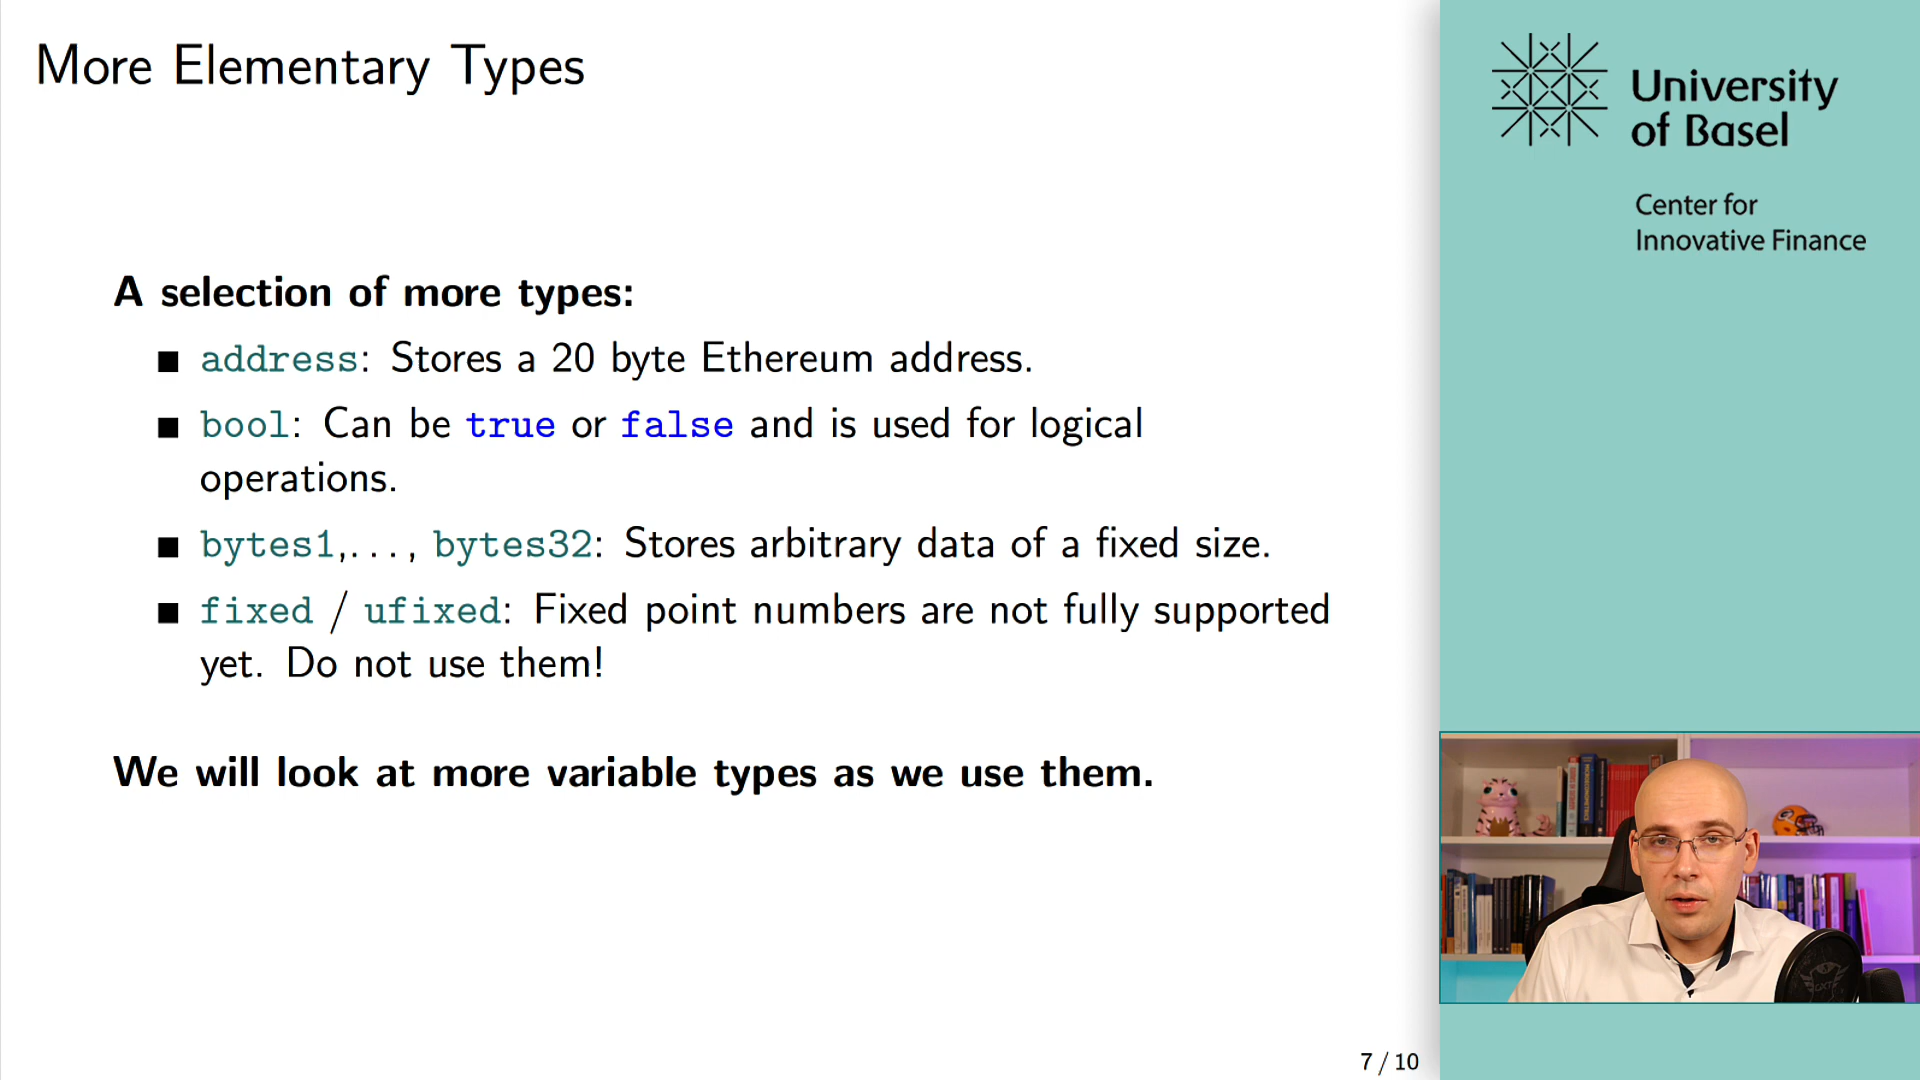 More Elementary Types
University
of Basel
Center for
Innovative Finance
A selection of more types:
■ address: Stores a 20 byte Ethereum address.
■ bool: Can be true or false and is used for logical
operations.
■ bytes1,..., bytes32: Stores arbitrary data of a fixed size.
■ fixed / ufixed: Fixed point numbers are not fully supported
yet. Do not use them!
We will look at more variable types as we use them.
7 / 10